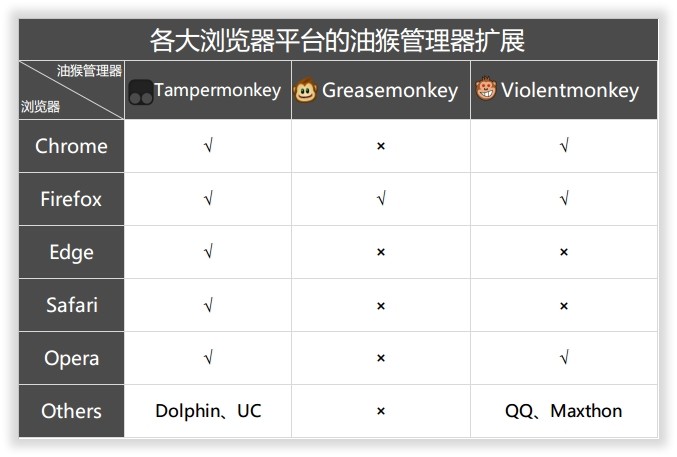 各大浏览器平台的油猴管理器扩展
油猴管理器
浏览器
Tampermonkey Greasemonkey Violentmonkey
Chrome √ × √
Firefox √ √ √
Edge √ × ×
Safari √ × ×
Opera √ × √
Others Dolphin、UC × QQ、Maxthon